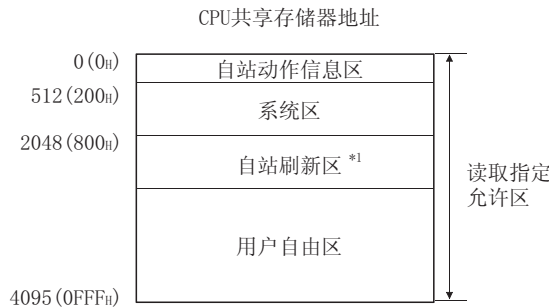 CPU共享存储器地址
0(0H)
自站动作信息区
512(200H)
系统区
2048(800H)
自站刷新区 *1
读取指定
允许区
用户自由区
4095(0FFFH)